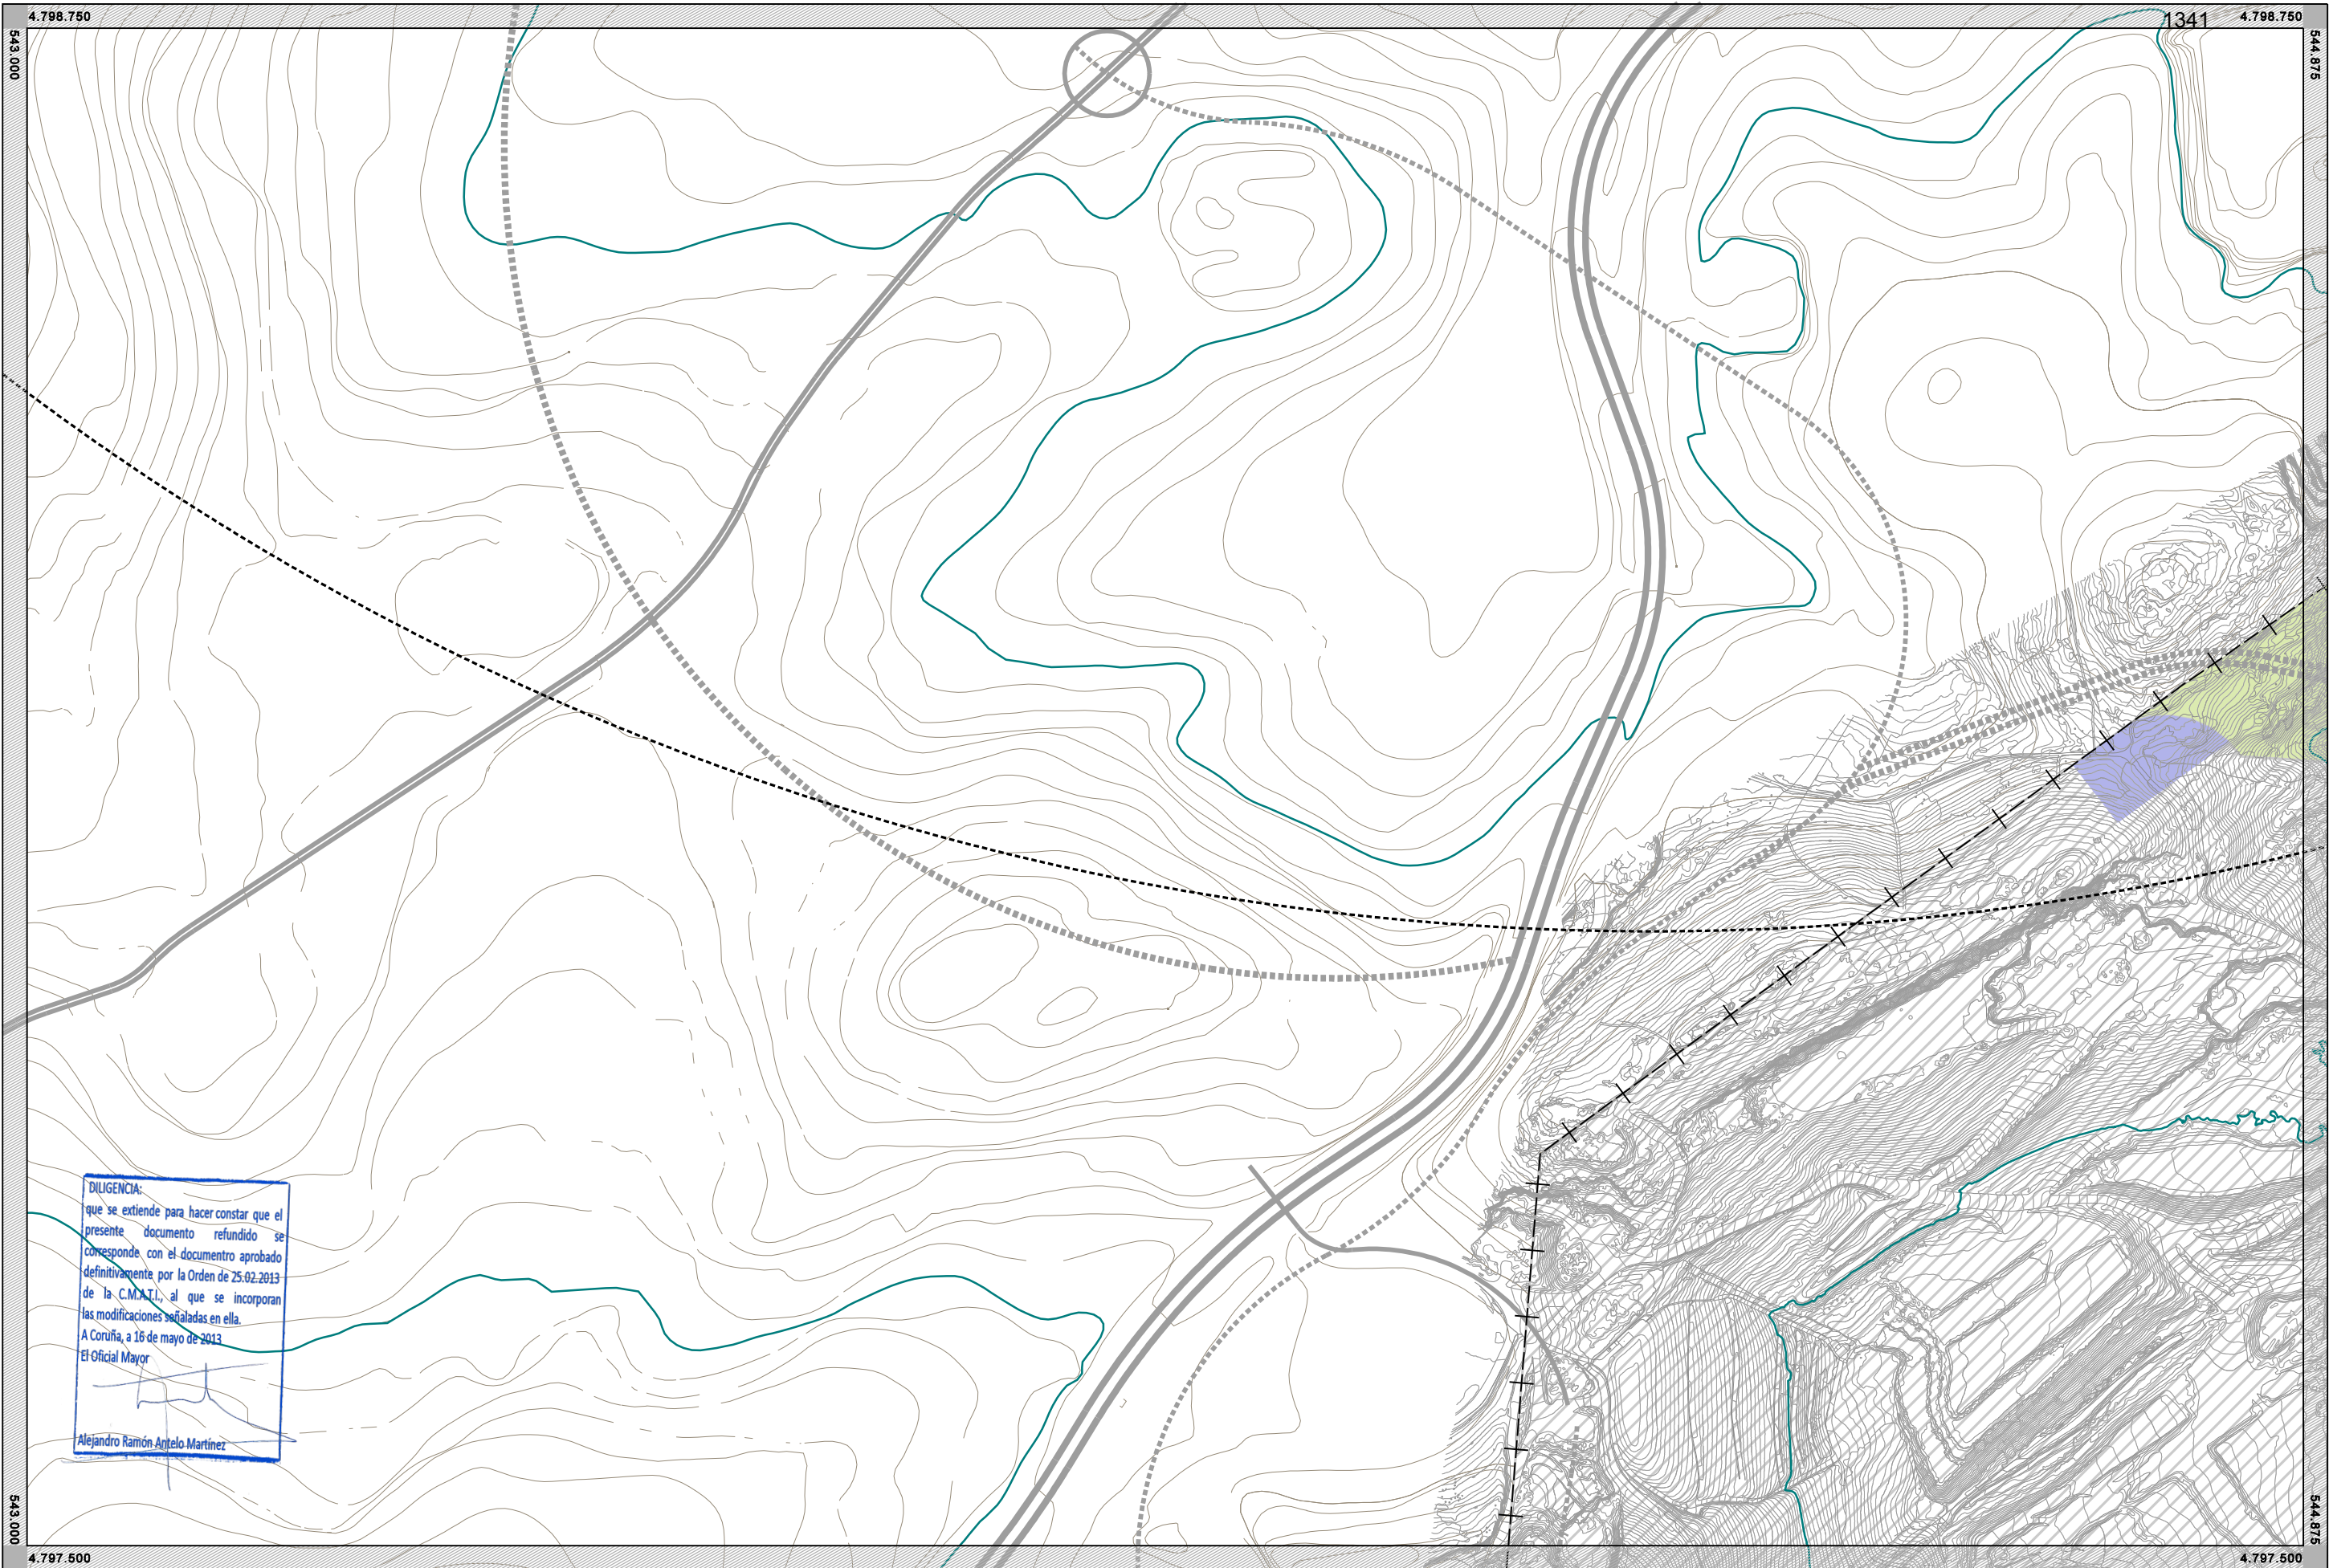 4.798.750
1341
4.798.750
543.000
544.875
DILIGENCIA:
que se extiende para hacer constar que el
presente documento refundido se
corresponde con el documentro aprobado
definitivamente por la Orden de 25.02.2013
de la C.M.A.T.I., al que se incorporan
las modificaciones señaladas en ella.
A Coruña, a 16 de mayo de 2013
El Oficial Mayor
Alejandro Ramón Antelo Martínez
543.000
544.875
4.797.500
4.797.500